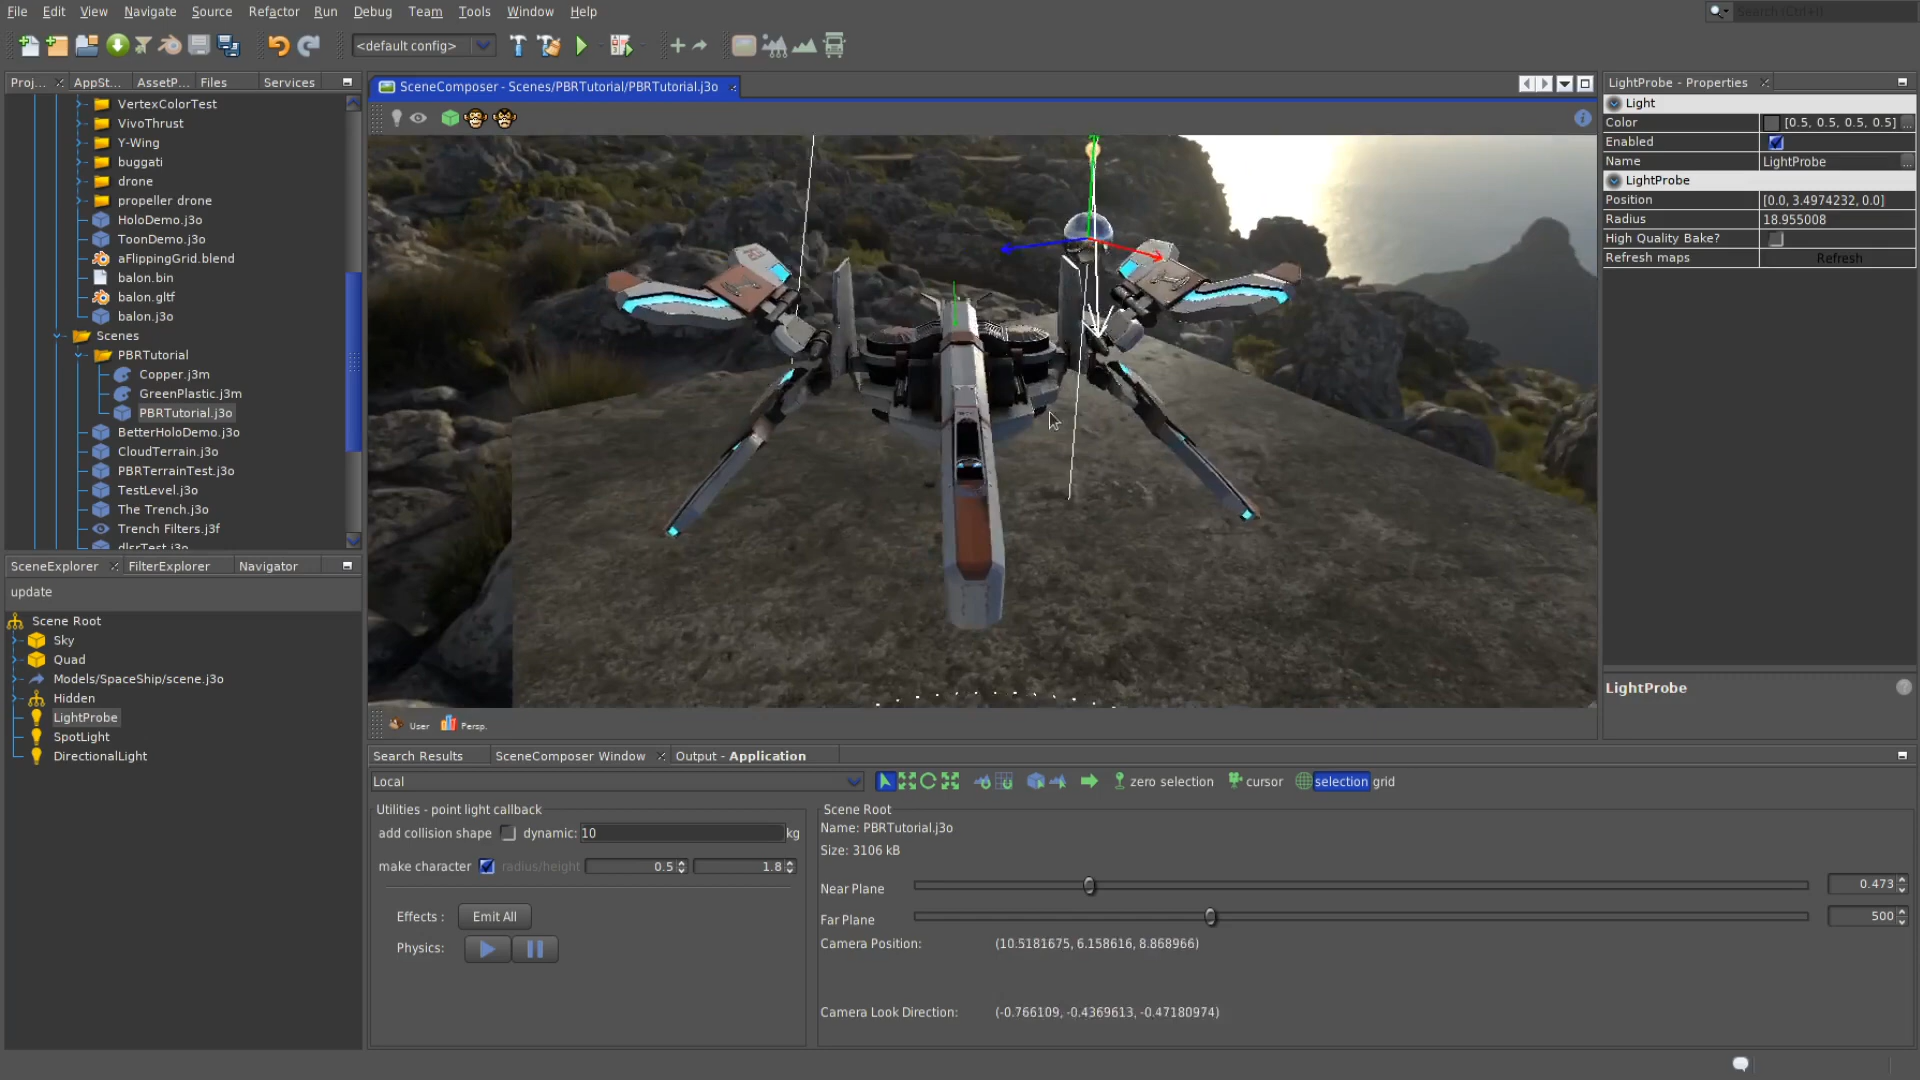 File Edit View Navigate Source Refactor Run Debug Team Tools Window Help
Search (Ctrl+I)
<default config>
Proj... AppSt... AssetP... Files Services
VertexColorTest
VivoThrust
Y-Wing
buggati
drone
propeller drone
HoloDemo.j3o
ToonDemo.j3o
aFlippingGrid.blend
balon.bin
balon.gltf
balon.j3o
Scenes
PBRTutorial
Copper.j3m
GreenPlastic.j3m
PBRTutorial.j3o
BetterHoloDemo.j3o
CloudTerrain.j3o
PBRTerrainTest.j3o
TestLevel.j3o
The Trench.j3o
Trench Filters.j3f
dlsrTest.j3o
SceneExplorer FilterExplorer Navigator
update
Scene Root
Sky
Quad
Models/SpaceShip/scene.j3o
Hidden
LightProbe
SpotLight
DirectionalLight
SceneComposer - Scenes/PBRTutorial/PBRTutorial.j3o
User Persp.
Search Results SceneComposer Window Output - Application
Local
zero selection cursor selection grid
Utilities - point light callback
add collision shape dynamic: 10 kg
make character radius/height 0.5 1.8
Effects : Emit All
Physics:
Scene Root
Name: PBRTutorial.j3o
Size: 3106 kB
Near Plane 0.473
Far Plane 500
Camera Position: (10.5181675, 6.158616, 8.868966)
Camera Look Direction: (-0.766109, -0.4369613, -0.47180974)
LightProbe - Properties
Light
Color [0.5, 0.5, 0.5, 0.5] ...
Enabled
Name LightProbe ...
LightProbe
Position [0.0, 3.4974232, 0.0]
Radius 18.955008
High Quality Bake?
Refresh maps Refresh
LightProbe